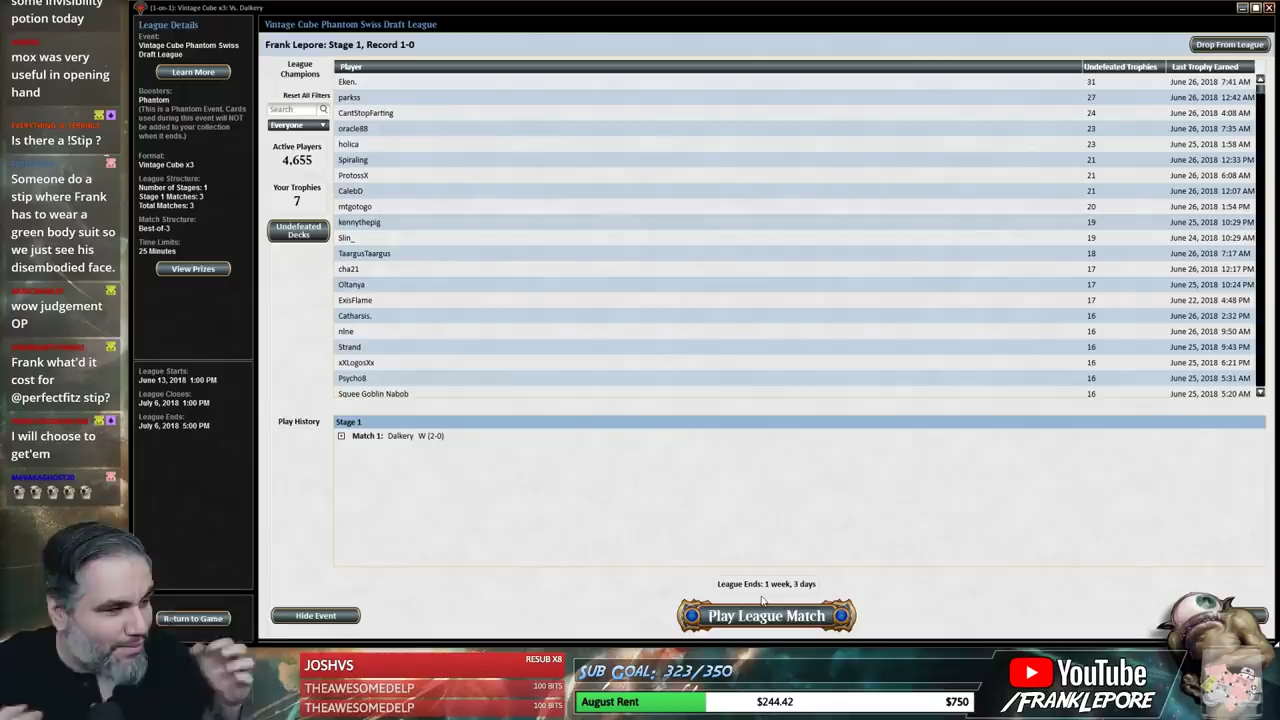 some invisibility
potion today
mox was very
useful in opening
hand
EVERYTHING IS TERRIBLE
Is there a !Stip ?
Someone do a
stip where Frank
has to wear a
green body suit so
we just see his
disembodied face.
wow judgement
OP
Frank what'd it
cost for
@perfectfitz stip?
I will choose to
get'em
(1-on-1): Vintage Cube x3: Vs. Dalkery
League Details
Event:
Vintage Cube Phantom Swiss
Draft League
Learn More
Boosters:
Phantom
(This is a Phantom Event. Cards
used during this event will NOT
be added to your collection
when it ends.)
Format:
Vintage Cube x3
League Structure:
Number of Stages: 1
Stage 1 Matches: 3
Total Matches: 3
Match Structure:
Best-of-3
Time Limits:
25 Minutes
View Prizes
League Starts:
June 13, 2018 1:00 PM
League Closes:
July 6, 2018 1:00 PM
League Ends:
July 6, 2018 5:00 PM
Return to Game
Vintage Cube Phantom Swiss Draft League
Frank Lepore: Stage 1, Record 1-0
Drop From League
League
Champions
Reset All Filters
Search
Everyone
Active Players
4,655
Your Trophies
7
Undefeated
Decks
Player Undefeated Trophies Last Trophy Earned
Eken. 31 June 26, 2018 7:41 AM
parkss 27 June 26, 2018 12:42 AM
CantStopFarting 24 June 26, 2018 4:08 AM
oracle88 23 June 26, 2018 7:35 AM
holica 23 June 25, 2018 1:58 AM
Spiraling 21 June 26, 2018 12:33 PM
ProtossX 21 June 26, 2018 6:08 AM
CalebD 21 June 26, 2018 12:07 AM
mtgotogo 20 June 26, 2018 1:54 PM
kennythepig 19 June 25, 2018 10:29 PM
Slin_ 19 June 24, 2018 10:29 AM
TaargusTaargus 18 June 26, 2018 7:17 AM
cha21 17 June 26, 2018 12:17 PM
Oltanya 17 June 25, 2018 10:24 PM
ExisFlame 17 June 22, 2018 4:48 PM
Catharsis. 16 June 26, 2018 2:32 PM
nlne 16 June 26, 2018 9:50 AM
Strand 16 June 25, 2018 9:43 PM
xXLogosXx 16 June 25, 2018 6:21 PM
Psycho8 16 June 25, 2018 5:31 AM
Squee Goblin Nabob 16 June 25, 2018 5:20 AM
Play History
Stage 1
Match 1: Dalkery W (2-0)
League Ends: 1 week, 3 days
Hide Event
Play League Match
JOSHVS RESUB X8
THEAWESOMEDELP 100 BITS
THEAWESOMEDELP 100 BITS
SUB GOAL: 323/350
August Rent $244.42 $750
YouTube
/FRANKLEPORE